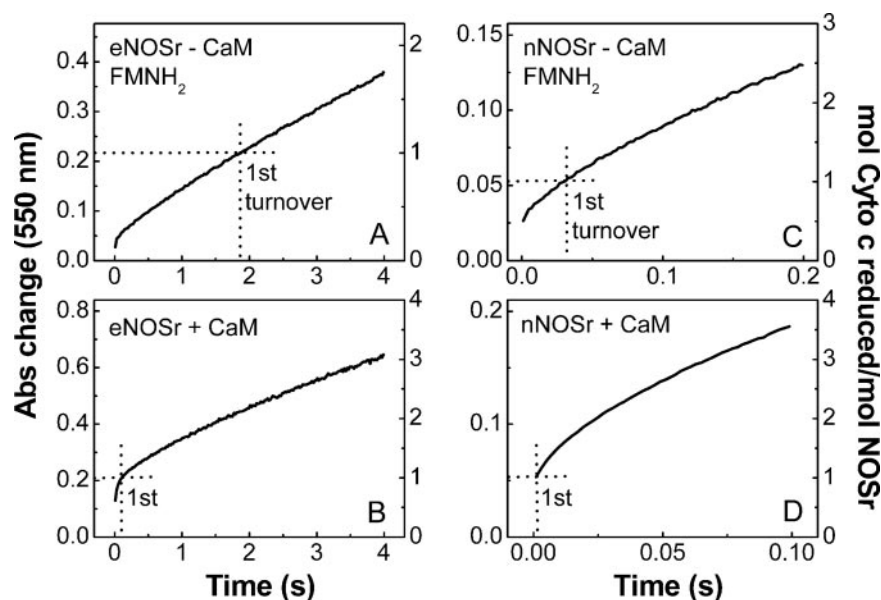 Abs change (550 nm)
mol Cyto c reduced/mol NOSr
eNOSr - CaM
FMNH₂
0.4
0.3
0.2
0.1
0.0
2
1
0
1st
turnover
A
0
1
2
3
4
nNOSr - CaM
FMNH₂
0.15
0.10
0.05
0.00
3
2
1
0
1st
turnover
C
0.0
0.1
0.2
eNOSr + CaM
0.8
0.6
0.4
0.2
0.0
4
3
2
1
0
1st
B
0
1
2
3
4
Time (s)
nNOSr + CaM
0.2
0.1
0.0
4
3
2
1
0
1st
D
0.00
0.05
0.10
Time (s)